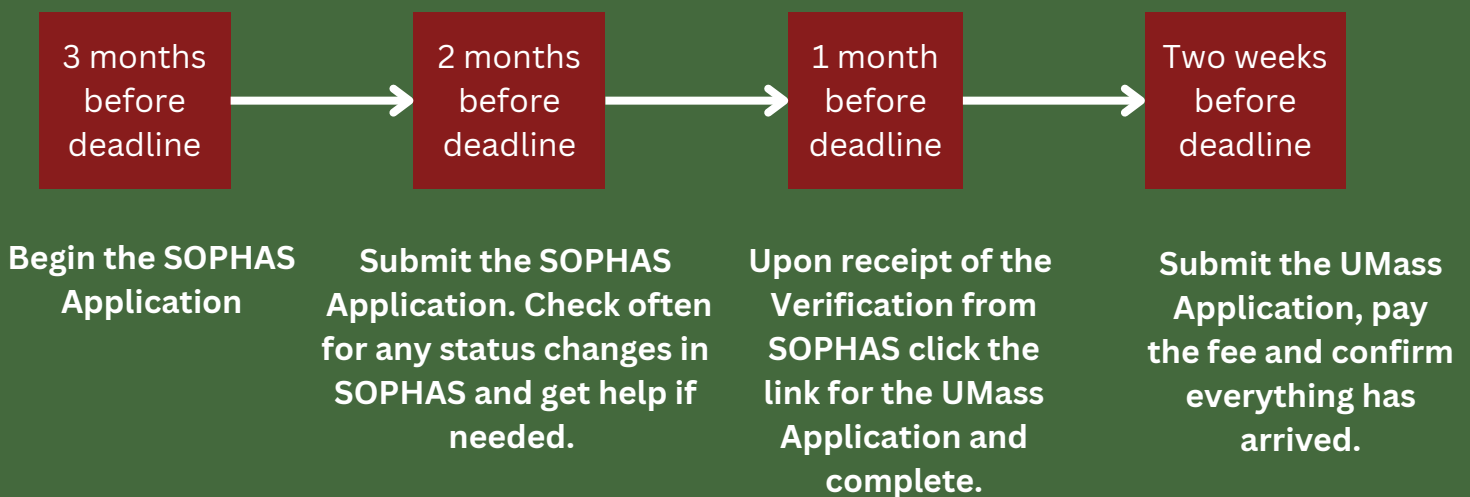 3 months
before
deadline
2 months
before
deadline
1 month
before
deadline
Two weeks
before
deadline
Begin the SOPHAS
Application
Submit the SOPHAS
Application. Check often
for any status changes in
SOPHAS and get help if
needed.
Upon receipt of the
Verification from
SOPHAS click the
link for the UMass
Application and
complete.
Submit the UMass
Application, pay
the fee and confirm
everything has
arrived.